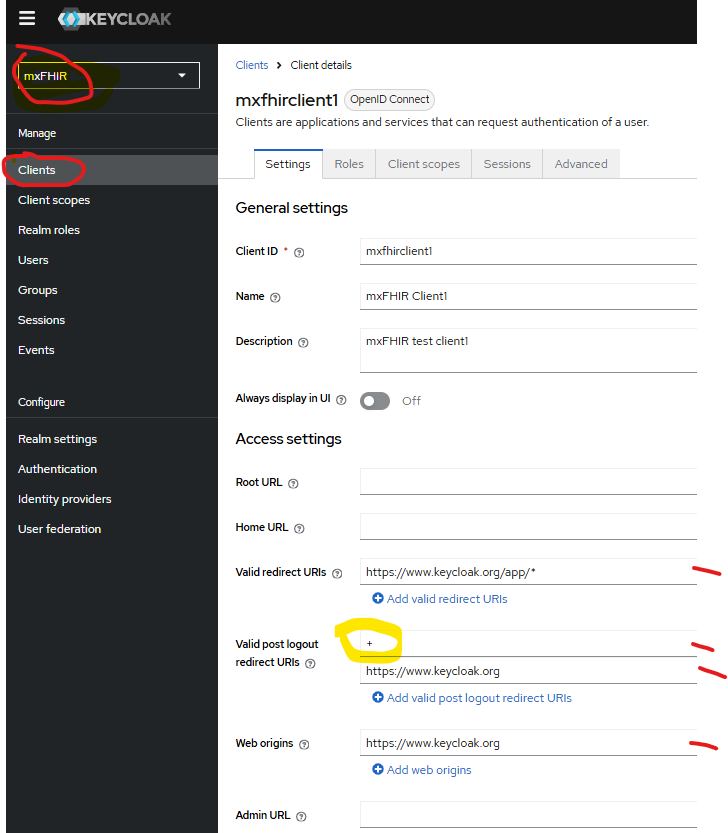 KEYCLOAK
mxFHIR
Manage
Clients
Client scopes
Realm roles
Users
Groups
Sessions
Events
Configure
Realm settings
Authentication
Identity providers
User federation
Clients > Client details
mxfhirclient1 OpenID Connect
Clients are applications and services that can request authentication of a user.
Settings Roles Client scopes Sessions Advanced
General settings
Client ID * mxfhirclient1
Name mxFHIR Client1
Description mxFHIR test client1
Always display in UI Off
Access settings
Root URL
Home URL
Valid redirect URIs https://www.keycloak.org/app/*
Add valid redirect URIs
Valid post logout +
redirect URIs https://www.keycloak.org
Add valid post logout redirect URIs
Web origins https://www.keycloak.org
Add web origins
Admin URL